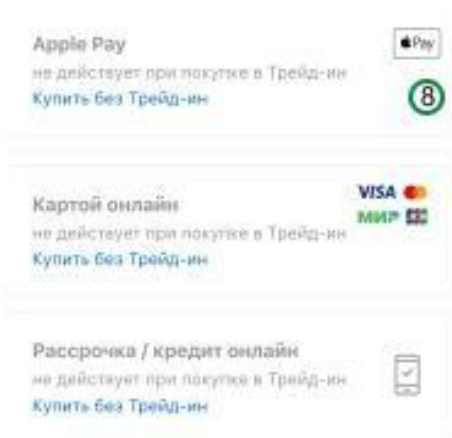 Apple Pay
Pay
не действует при покупке в Трейд-ин
Купить без Трейд-ин
8
Картой онлайн
VISA
МИР
не действует при покупке в Трейд-ин
Купить без Трейд-ин
Рассрочка / кредит онлайн
не действует при покупке в Трейд-ин
Купить без Трейд-ин